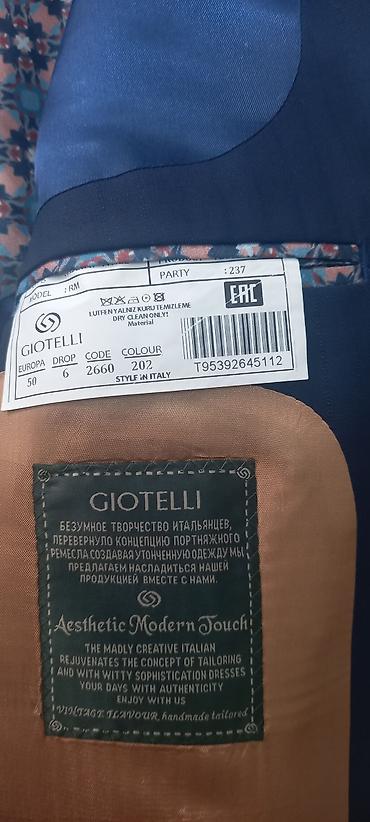 MODEL : RM
PARTY : 237
LUTFEN YALNIZ KURU TEMIZLEME
DRY CLEAN ONLY!
Material
EAC
GIOTELLI
EUROPA DROP CODE COLOUR
50 6 2660 202
STYLE IN ITALY
T95392645112
GIOTELLI
БЕЗУМНОЕ ТВОРЧЕСТВО ИТАЛЬЯНЦЕВ,
ПЕРЕВЕРНУЛО КОНЦЕПЦИЮ ПОРТНЯЖНОГО
РЕМЕСЛА.СОЗДАВАЯ УТОНЧЕННУЮ ОДЕЖДУ МЫ,
ПРЕДЛАГАЕМ НАСЛАДИТЬСЯ НАШЕЙ
ПРОДУКЦИЕЙ ВМЕСТЕ С НАМИ.
Aesthetic Modern Touch
THE MADLY CREATIVE ITALIAN
REJUVENATES THE CONCEPT OF TAILORING
AND WITH WITTY SOPHISTICATION DRESSES
YOUR DAYS WITH AUTHENTICITY
ENJOY WITH US
VINTAGE FLAVOUR handmade tailored